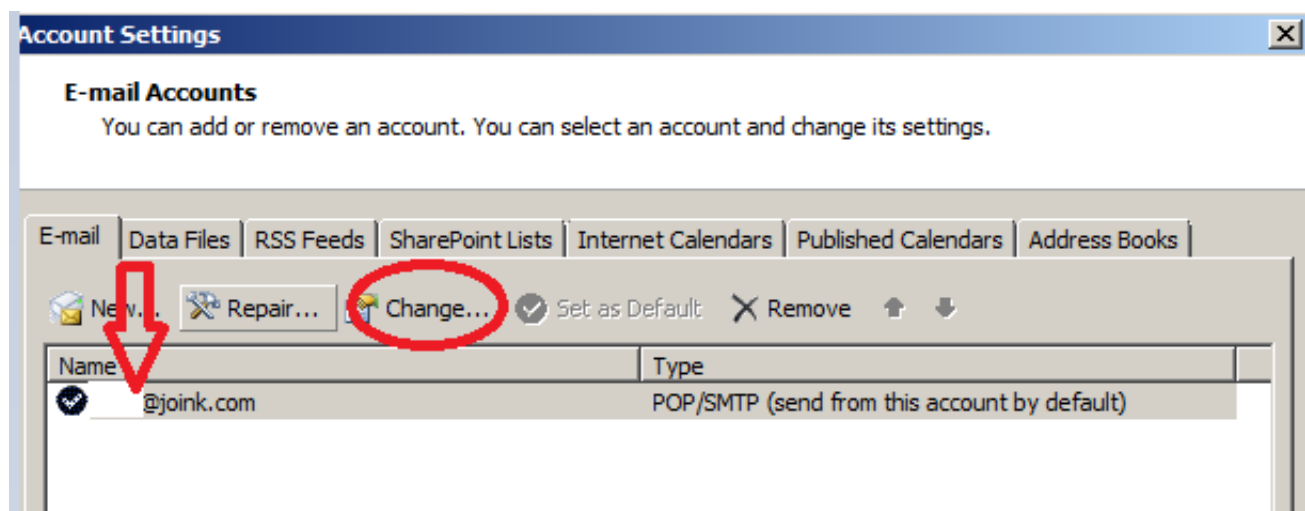 Account Settings
E-mail Accounts
You can add or remove an account. You can select an account and change its settings.
E-mail Data Files RSS Feeds SharePoint Lists Internet Calendars Published Calendars Address Books
New... Repair... Change... Set as Default Remove
Name Type
@joink.com POP/SMTP (send from this account by default)